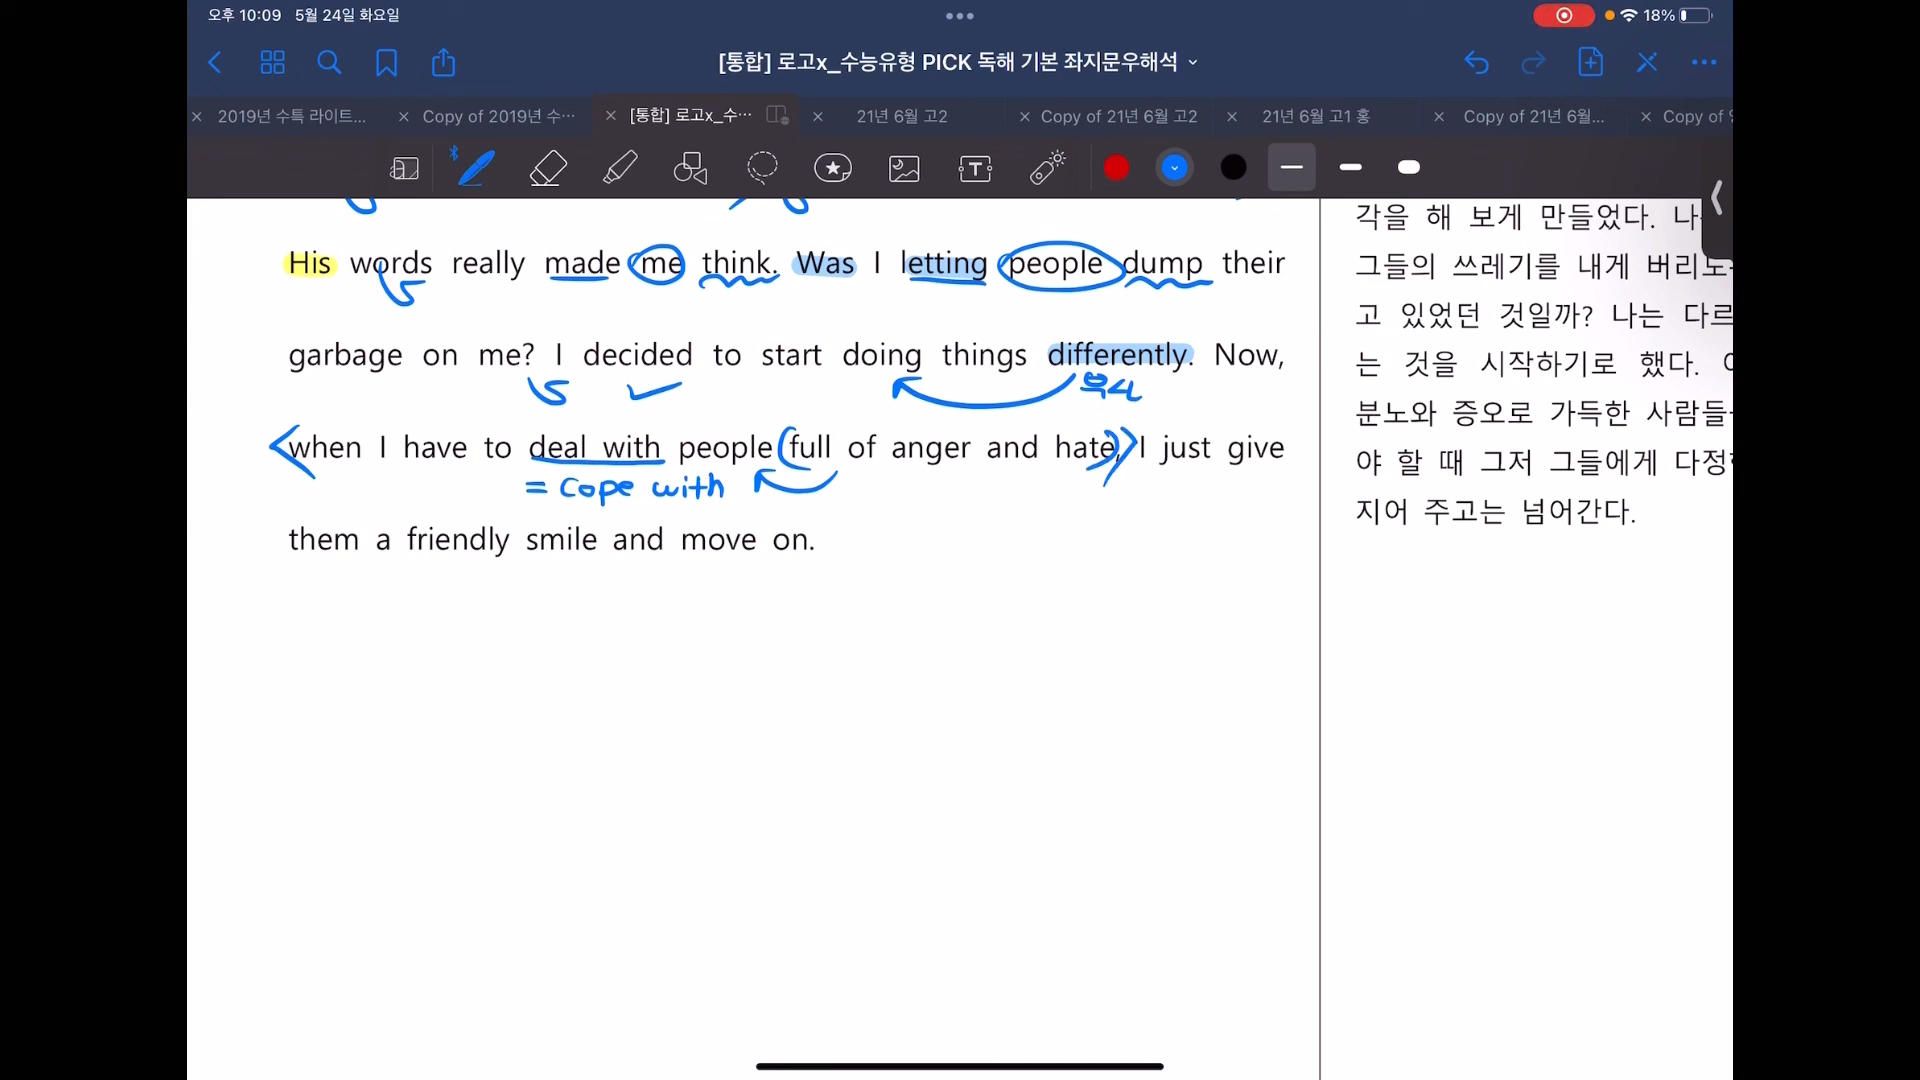 오후 10:09 5월 24일 화요일
18%
[통합] 로고x_수능유형 PICK 독해 기본 좌지문우해석
2019년 수특 라이트...
Copy of 2019년 수...
[통합] 로고x_수...
21년 6월 고2
Copy of 21년 6월 고2
21년 6월 고1 홍
Copy of 21년 6월...
Copy of
His words really made me think. Was I letting people dump their
garbage on me? I decided to start doing things differently. Now,
when I have to deal with people full of anger and hate, I just give
= cope with
them a friendly smile and move on.
각을 해 보게 만들었다. 나
그들의 쓰레기를 내게 버리도
고 있었던 것일까? 나는 다르
는 것을 시작하기로 했다.
분노와 증오로 가득한 사람들
야 할 때 그저 그들에게 다정
지어 주고는 넘어간다.